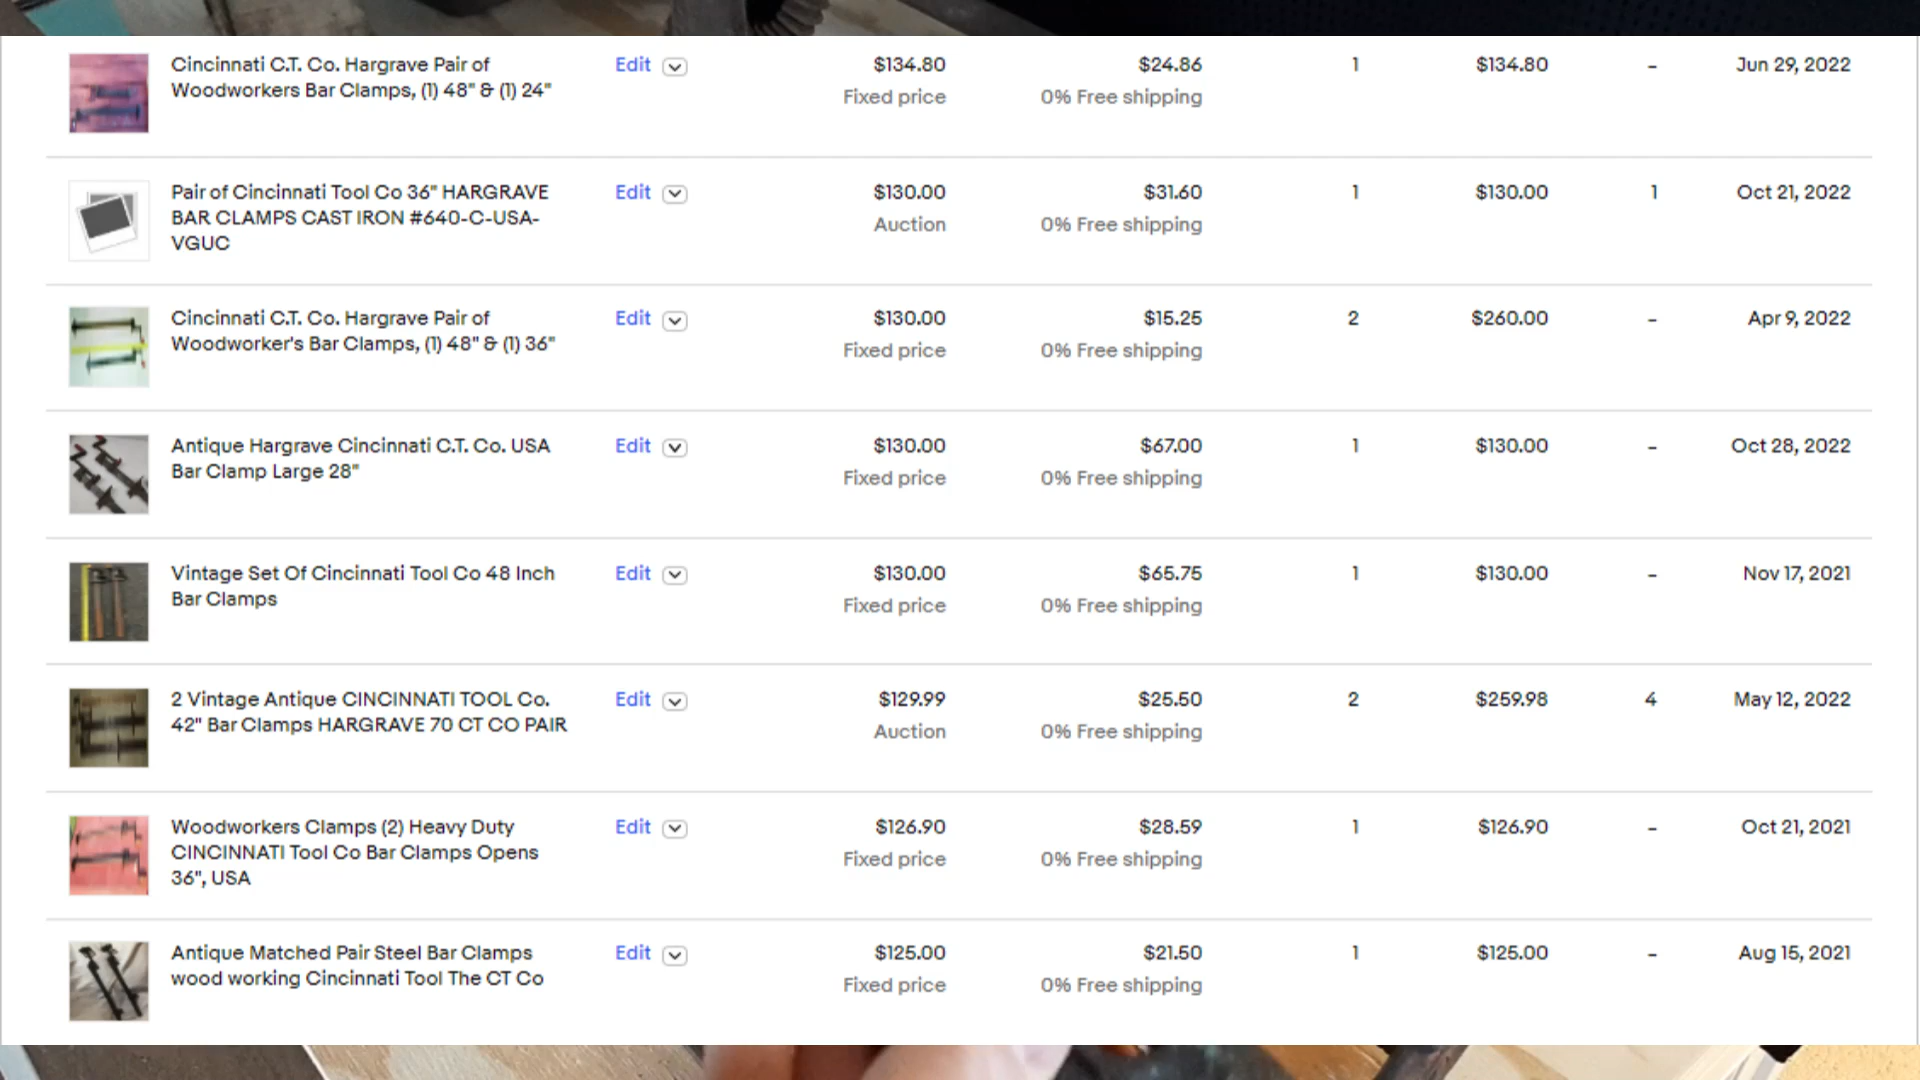 Cincinnati C.T. Co. Hargrave Pair of Edit $134.80 $24.86 1 $134.80 - Jun 29, 2022
Woodworkers Bar Clamps, (1) 48" & (1) 24" Fixed price 0% Free shipping
Pair of Cincinnati Tool Co 36" HARGRAVE Edit $130.00 $31.60 1 $130.00 1 Oct 21, 2022
BAR CLAMPS CAST IRON #640-C-USA- Auction 0% Free shipping
VGUC
Cincinnati C.T. Co. Hargrave Pair of Edit $130.00 $15.25 2 $260.00 - Apr 9, 2022
Woodworker's Bar Clamps, (1) 48" & (1) 36" Fixed price 0% Free shipping
Antique Hargrave Cincinnati C.T. Co. USA Edit $130.00 $67.00 1 $130.00 - Oct 28, 2022
Bar Clamp Large 28" Fixed price 0% Free shipping
Vintage Set Of Cincinnati Tool Co 48 Inch Edit $130.00 $65.75 1 $130.00 - Nov 17, 2021
Bar Clamps Fixed price 0% Free shipping
2 Vintage Antique CINCINNATI TOOL Co. Edit $129.99 $25.50 2 $259.98 4 May 12, 2022
42" Bar Clamps HARGRAVE 70 CT CO PAIR Auction 0% Free shipping
Woodworkers Clamps (2) Heavy Duty Edit $126.90 $28.59 1 $126.90 - Oct 21, 2021
CINCINNATI Tool Co Bar Clamps Opens Fixed price 0% Free shipping
36", USA
Antique Matched Pair Steel Bar Clamps Edit $125.00 $21.50 1 $125.00 - Aug 15, 2021
wood working Cincinnati Tool The CT Co Fixed price 0% Free shipping